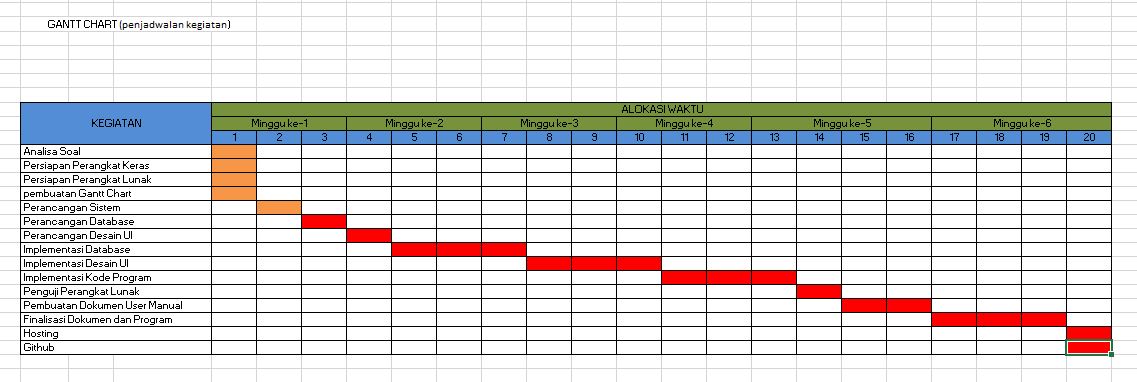 GANTT CHART (penjadwalan kegiatan)
KEGIATAN
ALOKASI WAKTU
Minggu ke-1 Minggu ke-2 Minggu ke-3 Minggu ke-4 Minggu ke-5 Minggu ke-6
1 2 3 4 5 6 7 8 9 10 11 12 13 14 15 16 17 18 19 20
Analisa Soal
Persiapan Perangkat Keras
Persiapan Perangkat Lunak
pembuatan Gantt Chart
Perancangan Sistem
Perancangan Database
Perancangan Desain UI
Implementasi Database
Implementasi Desain UI
Implementasi Kode Program
Penguji Perangkat Lunak
Pembuatan Dokumen User Manual
Finalisasi Dokumen dan Program
Hosting
Github